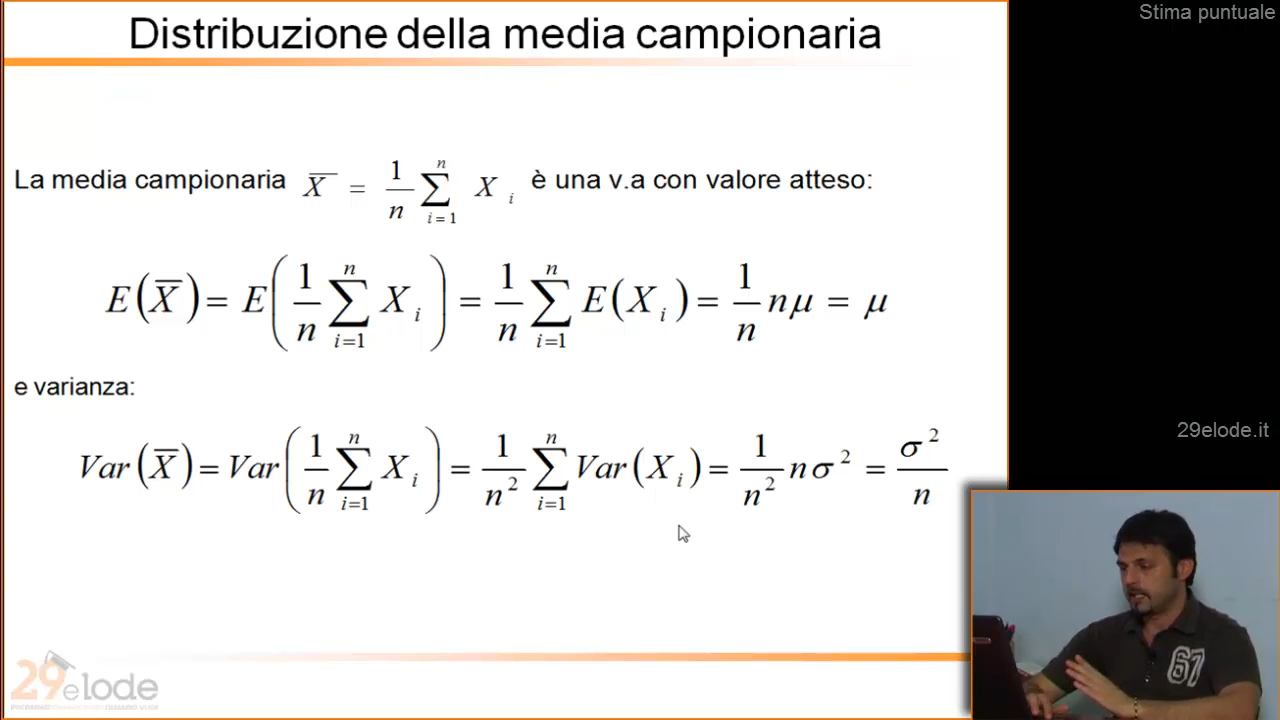 Stima puntuale
Distribuzione della media campionaria
La media campionaria X̅ = 1/n ∑_{i=1}^{n} X_i è una v.a con valore atteso:
E(X̅) = E(1/n ∑_{i=1}^{n} X_i) = 1/n ∑_{i=1}^{n} E(X_i) = 1/n nμ = μ
e varianza:
29elode.it
Var(X̅) = Var(1/n ∑_{i=1}^{n} X_i) = 1/n² ∑_{i=1}^{n} Var(X_i) = 1/n² nσ² = σ²/n
67
29elode